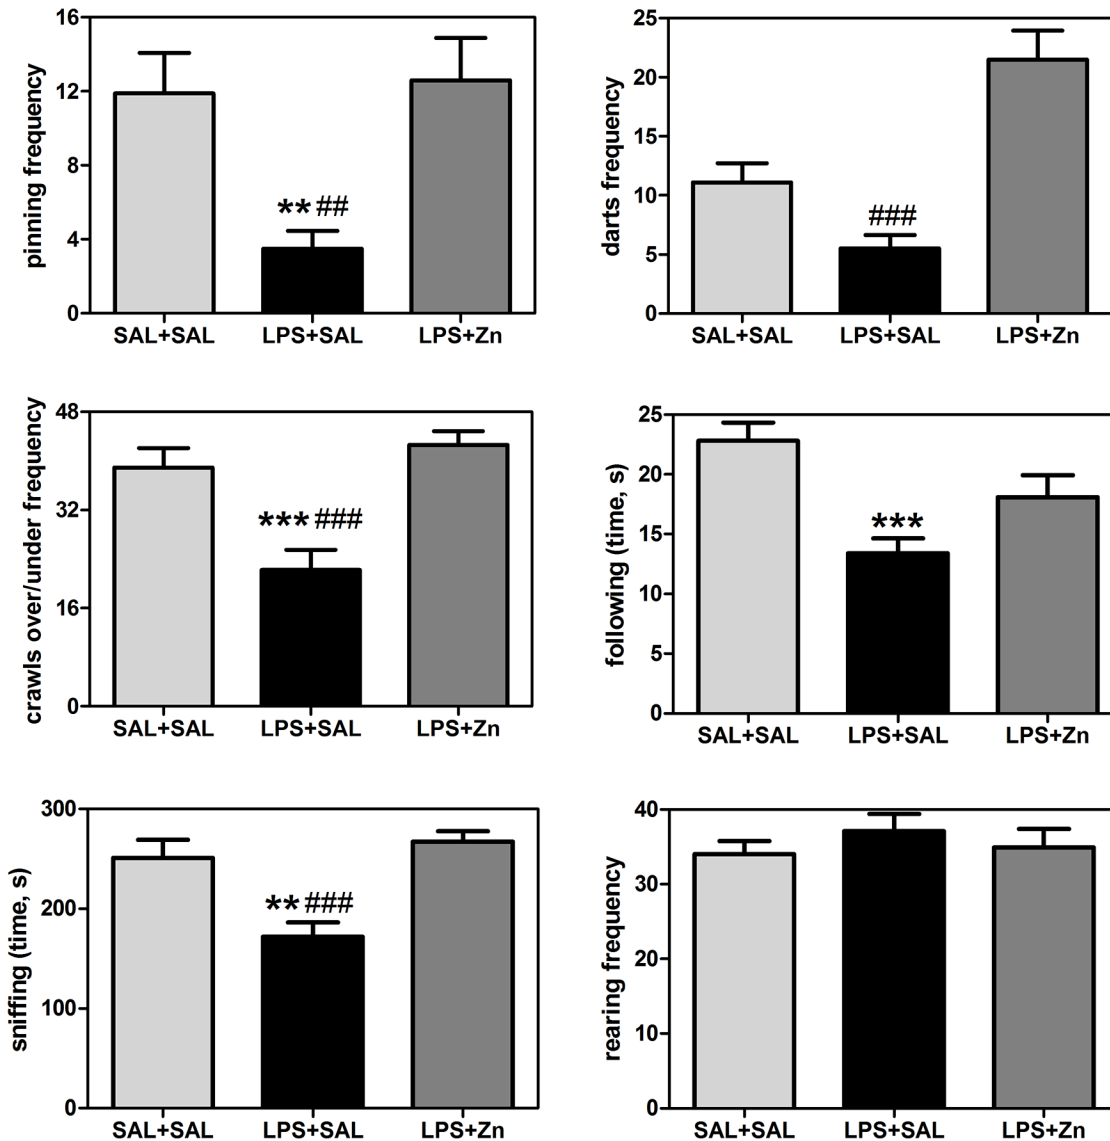 pinning frequency
16
12
8
4
0
** ##
SAL+SAL LPS+SAL LPS+Zn
darts frequency
25
20
15
10
5
0
###
SAL+SAL LPS+SAL LPS+Zn
crawls over/under frequency
48
32
16
0
*** ###
SAL+SAL LPS+SAL LPS+Zn
following (time, s)
25
20
15
10
5
0
***
SAL+SAL LPS+SAL LPS+Zn
sniffing (time, s)
300
200
100
0
** ###
SAL+SAL LPS+SAL LPS+Zn
rearing frequency
40
30
20
10
0
SAL+SAL LPS+SAL LPS+Zn